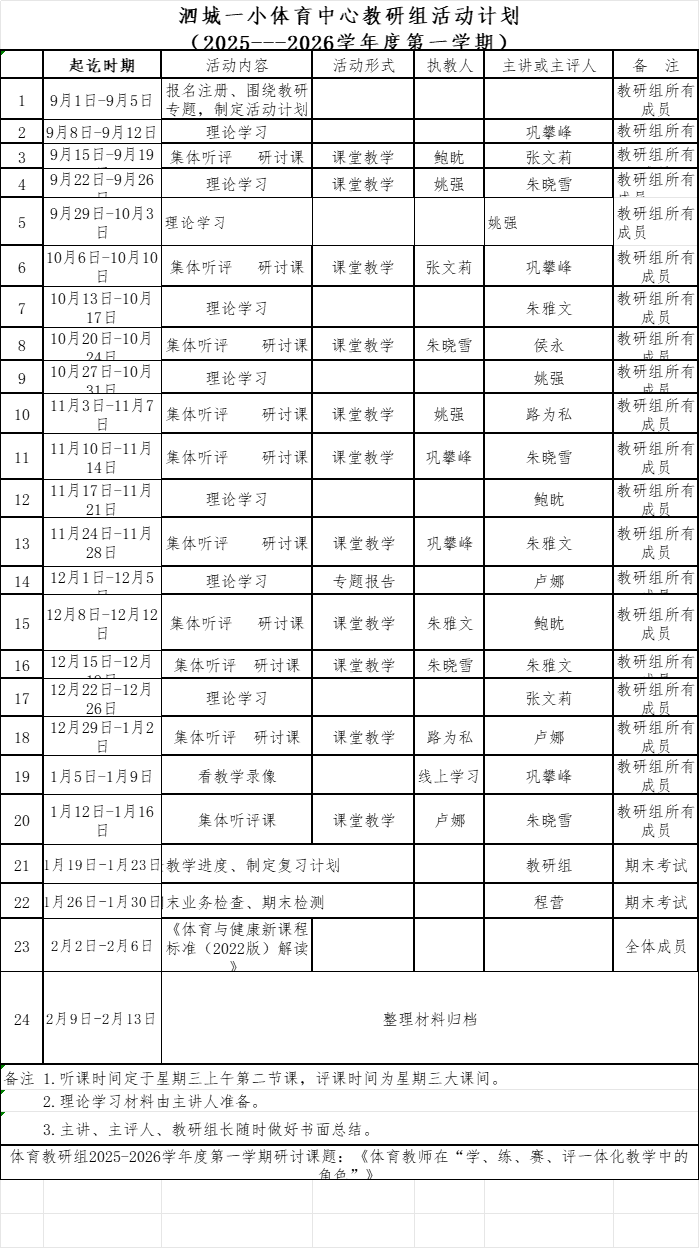 泗城一小体育中心教研组活动计划
（2025---2026学年度第一学期）
起讫时期 活动内容 活动形式 执教人 主讲或主评人 备 注
1 9月1日-9月5日 报名注册、围绕教研专题，制定活动计划 教研组所有成员
2 9月8日-9月12日 理论学习 巩攀峰 教研组所有
3 9月15日-9月19 集体听评 研讨课 课堂教学 鲍眈 张文莉 教研组所有
4 9月22日-9月26日 理论学习 课堂教学 姚强 朱晓雪 教研组所有成员
5 9月29日-10月3日 理论学习 姚强 教研组所有成员
6 10月6日-10月10日 集体听评 研讨课 课堂教学 张文莉 巩攀峰 教研组所有成员
7 10月13日-10月17日 理论学习 朱雅文 教研组所有成员
8 10月20日-10月24日 集体听评 研讨课 课堂教学 朱晓雪 侯永 教研组所有成员
9 10月27日-10月31日 理论学习 姚强 教研组所有成员
10 11月3日-11月7日 集体听评 研讨课 课堂教学 姚强 路为私 教研组所有成员
11 11月10日-11月14日 集体听评 研讨课 课堂教学 巩攀峰 朱晓雪 教研组所有成员
12 11月17日-11月21日 理论学习 鲍眈 教研组所有成员
13 11月24日-11月28日 集体听评 研讨课 课堂教学 巩攀峰 朱雅文 教研组所有成员
14 12月1日-12月5日 理论学习 专题报告 卢娜 教研组所有成员
15 12月8日-12月12日 集体听评 研讨课 课堂教学 朱雅文 鲍眈 教研组所有成员
16 12月15日-12月 集体听评 研讨课 课堂教学 朱晓雪 朱雅文 教研组所有成员
17 12月22日-12月26日 理论学习 张文莉 教研组所有成员
18 12月29日-1月2日 集体听评 研讨课 课堂教学 路为私 卢娜 教研组所有成员
19 1月5日-1月9日 看教学录像 线上学习 巩攀峰 教研组所有成员
20 1月12日-1月16日 集体听评课 课堂教学 卢娜 朱晓雪 教研组所有成员
21 1月19日-1月23日 教学进度、制定复习计划 教研组 期末考试
22 1月26日-1月30日 末业务检查、期末检测 程营 期末考试
23 2月2日-2月6日 《体育与健康新课程标准（2022版）解读》 全体成员
24 2月9日-2月13日 整理材料归档
备注 1.听课时间定于星期三上午第二节课，评课时间为星期三大课间。
2.理论学习材料由主讲人准备。
3.主讲、主评人、教研组长随时做好书面总结。
体育教研组2025-2026学年度第一学期研讨课题：《体育教师在“学、练、赛、评一体化教学中的
角色”》